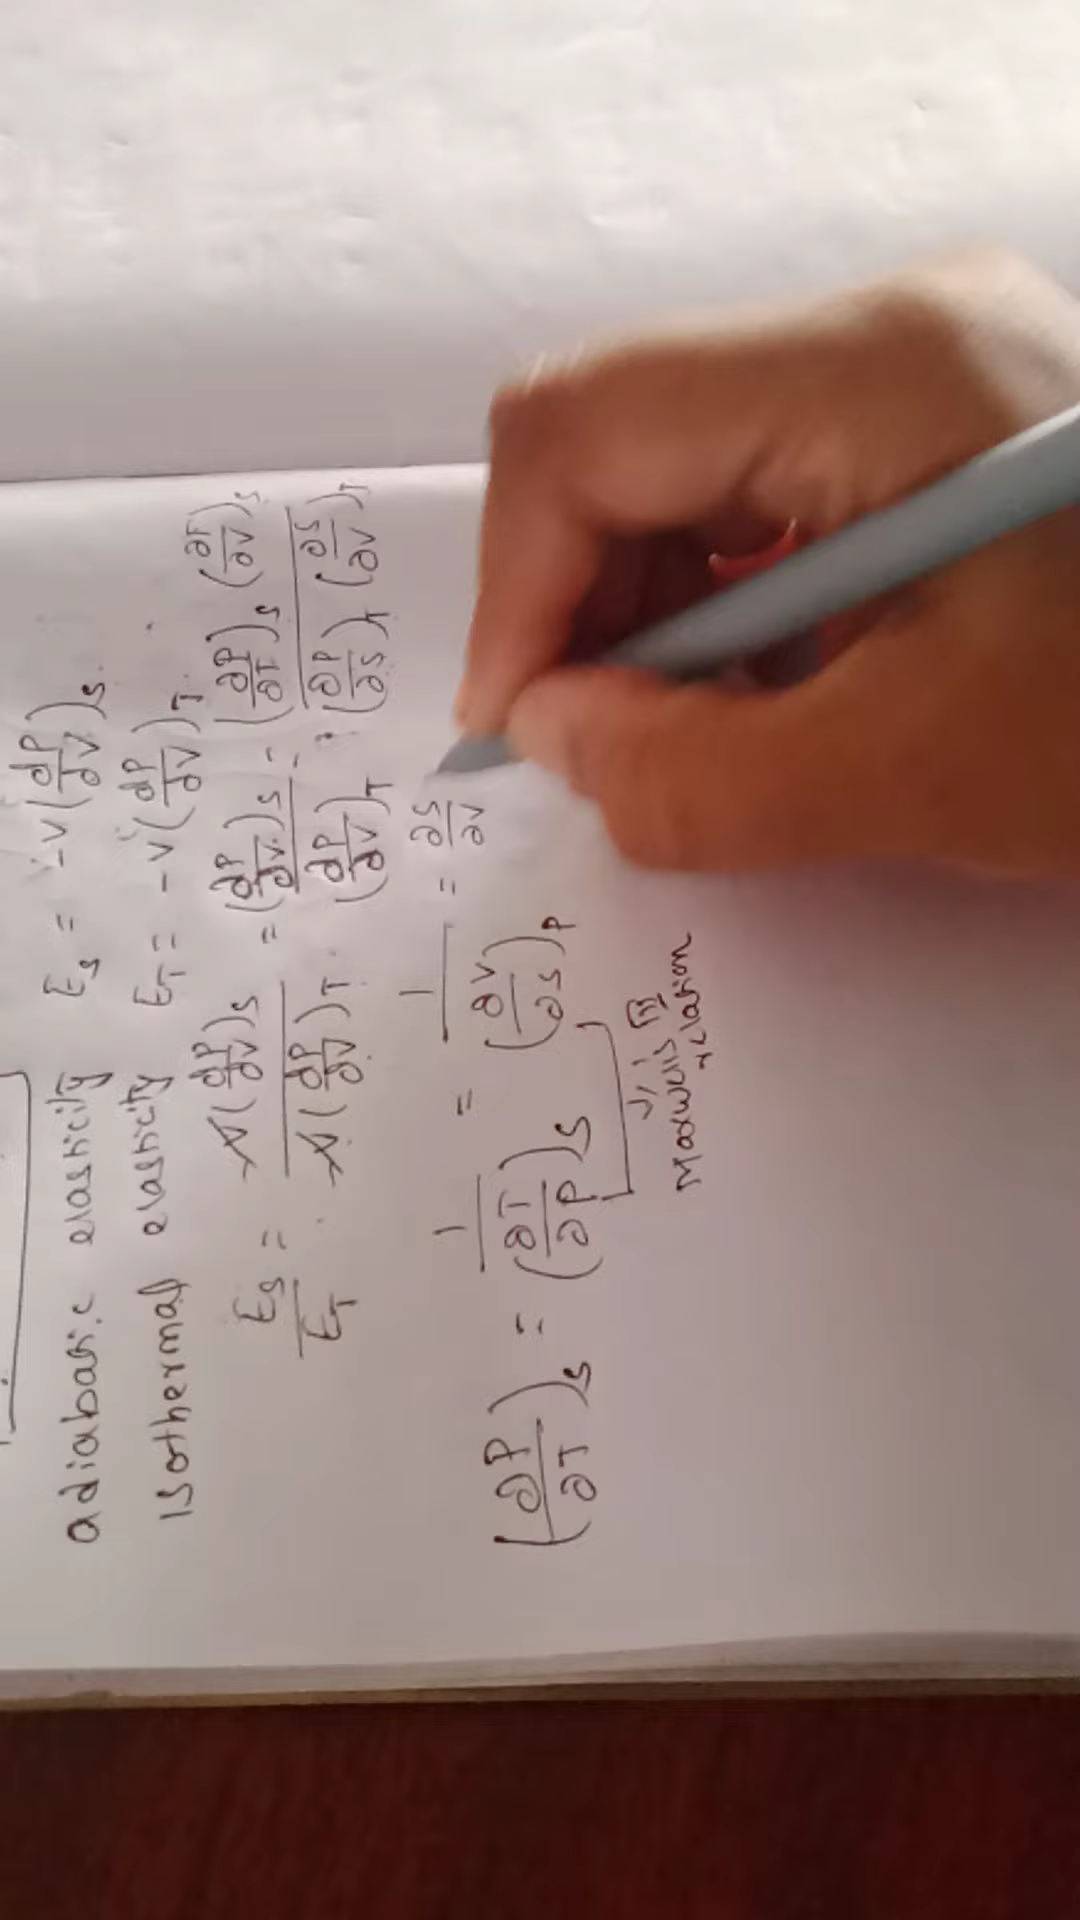 adiabatic elasticity E_S = -V(∂P/∂V)_S.
Isothermal elasticity E_T = -V(∂P/∂V)_T.
E_S/E_T = -V(∂P/∂V)_S / -V(∂P/∂V)_T = (∂P/∂V)_S / (∂P/∂V)_T = (∂P/∂T)_S (∂T/∂V)_S / (∂P/∂S)_T (∂S/∂V)_T
(∂P/∂T)_S = 1/(∂T/∂P)_S = 1/(∂V/∂S)_P = ∂S/∂V
Maxwell's III
relation